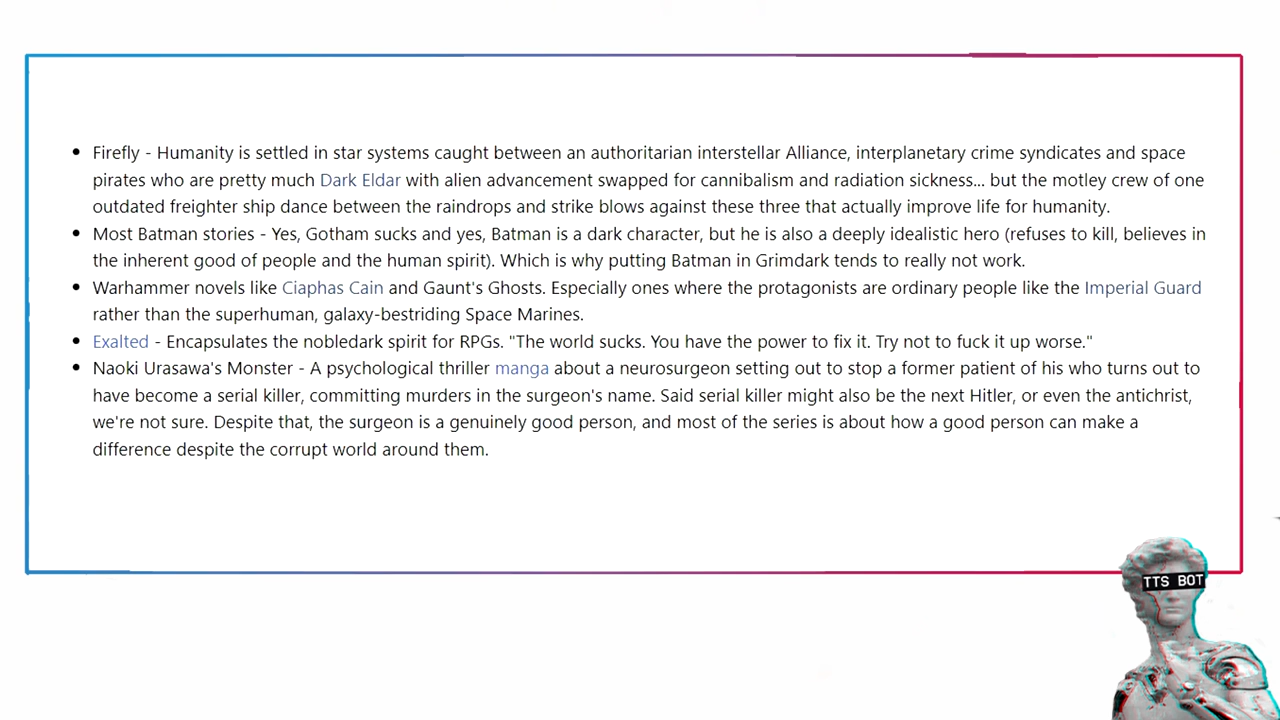 Firefly - Humanity is settled in star systems caught between an authoritarian interstellar Alliance, interplanetary crime syndicates and space
pirates who are pretty much Dark Eldar with alien advancement swapped for cannibalism and radiation sickness... but the motley crew of one
outdated freighter ship dance between the raindrops and strike blows against these three that actually improve life for humanity.
Most Batman stories - Yes, Gotham sucks and yes, Batman is a dark character, but he is also a deeply idealistic hero (refuses to kill, believes in
the inherent good of people and the human spirit). Which is why putting Batman in Grimdark tends to really not work.
Warhammer novels like Ciaphas Cain and Gaunt's Ghosts. Especially ones where the protagonists are ordinary people like the Imperial Guard
rather than the superhuman, galaxy-bestriding Space Marines.
Exalted - Encapsulates the nobledark spirit for RPGs. "The world sucks. You have the power to fix it. Try not to fuck it up worse."
Naoki Urasawa's Monster - A psychological thriller manga about a neurosurgeon setting out to stop a former patient of his who turns out to
have become a serial killer, committing murders in the surgeon's name. Said serial killer might also be the next Hitler, or even the antichrist,
we're not sure. Despite that, the surgeon is a genuinely good person, and most of the series is about how a good person can make a
difference despite the corrupt world around them.
TTS BOT